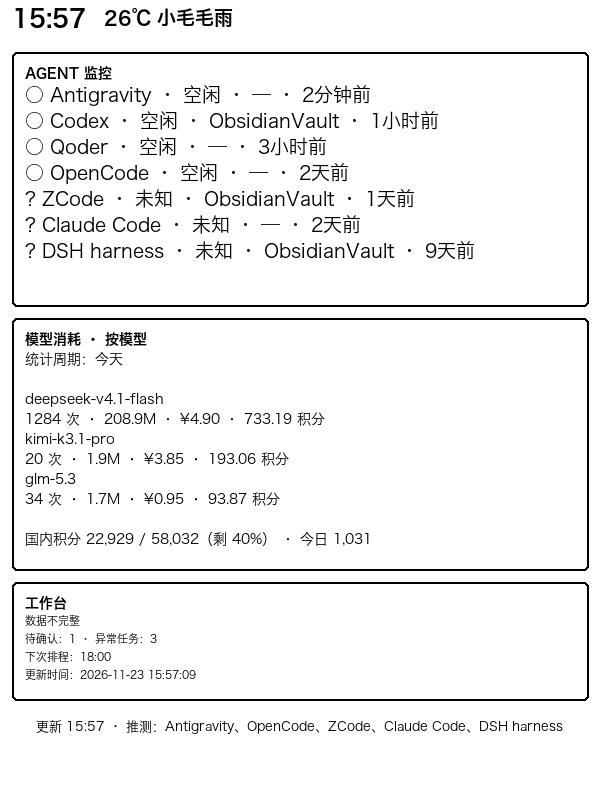 15:57 26℃ 小毛毛雨
AGENT 监控
○ Antigravity · 空闲 · — · 2分钟前
○ Codex · 空闲 · ObsidianVault · 1小时前
○ Qoder · 空闲 · — · 3小时前
○ OpenCode · 空闲 · — · 2天前
? ZCode · 未知 · ObsidianVault · 1天前
? Claude Code · 未知 · — · 2天前
? DSH harness · 未知 · ObsidianVault · 9天前
模型消耗 · 按模型
统计周期：今天
deepseek-v4.1-flash
1284 次 · 208.9M · ¥4.90 · 733.19 积分
kimi-k3.1-pro
20 次 · 1.9M · ¥3.85 · 193.06 积分
glm-5.3
34 次 · 1.7M · ¥0.95 · 93.87 积分
国内积分 22,929 / 58,032（剩 40%） · 今日 1,031
工作台
数据不完整
待确认：1 · 异常任务：3
下次排程：18:00
更新时间：2026-11-23 15:57:09
更新 15:57 · 推测：Antigravity、OpenCode、ZCode、Claude Code、DSH harness